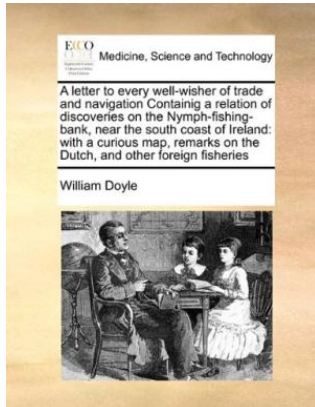 ECCO
Medicine, Science and Technology
A letter to every well-wisher of trade
and navigation Containig a relation of
discoveries on the Nymph-fishing-
bank, near the south coast of Ireland:
with a curious map, remarks on the
Dutch, and other foreign fisheries
William Doyle